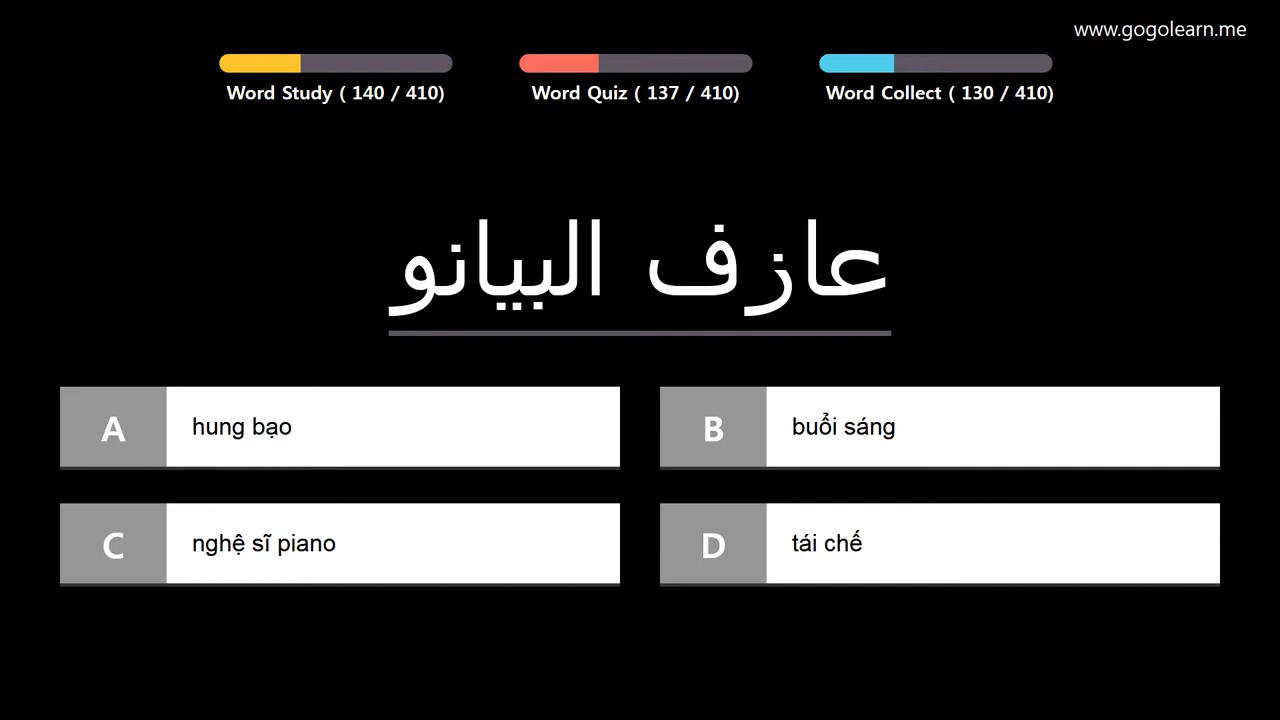 www.gogolearn.me
Word Study ( 140 / 410)
Word Quiz ( 137 / 410)
Word Collect ( 130 / 410)
عازف البيانو
A
hung bạo
B
buổi sáng
C
nghệ sĩ piano
D
tái chế